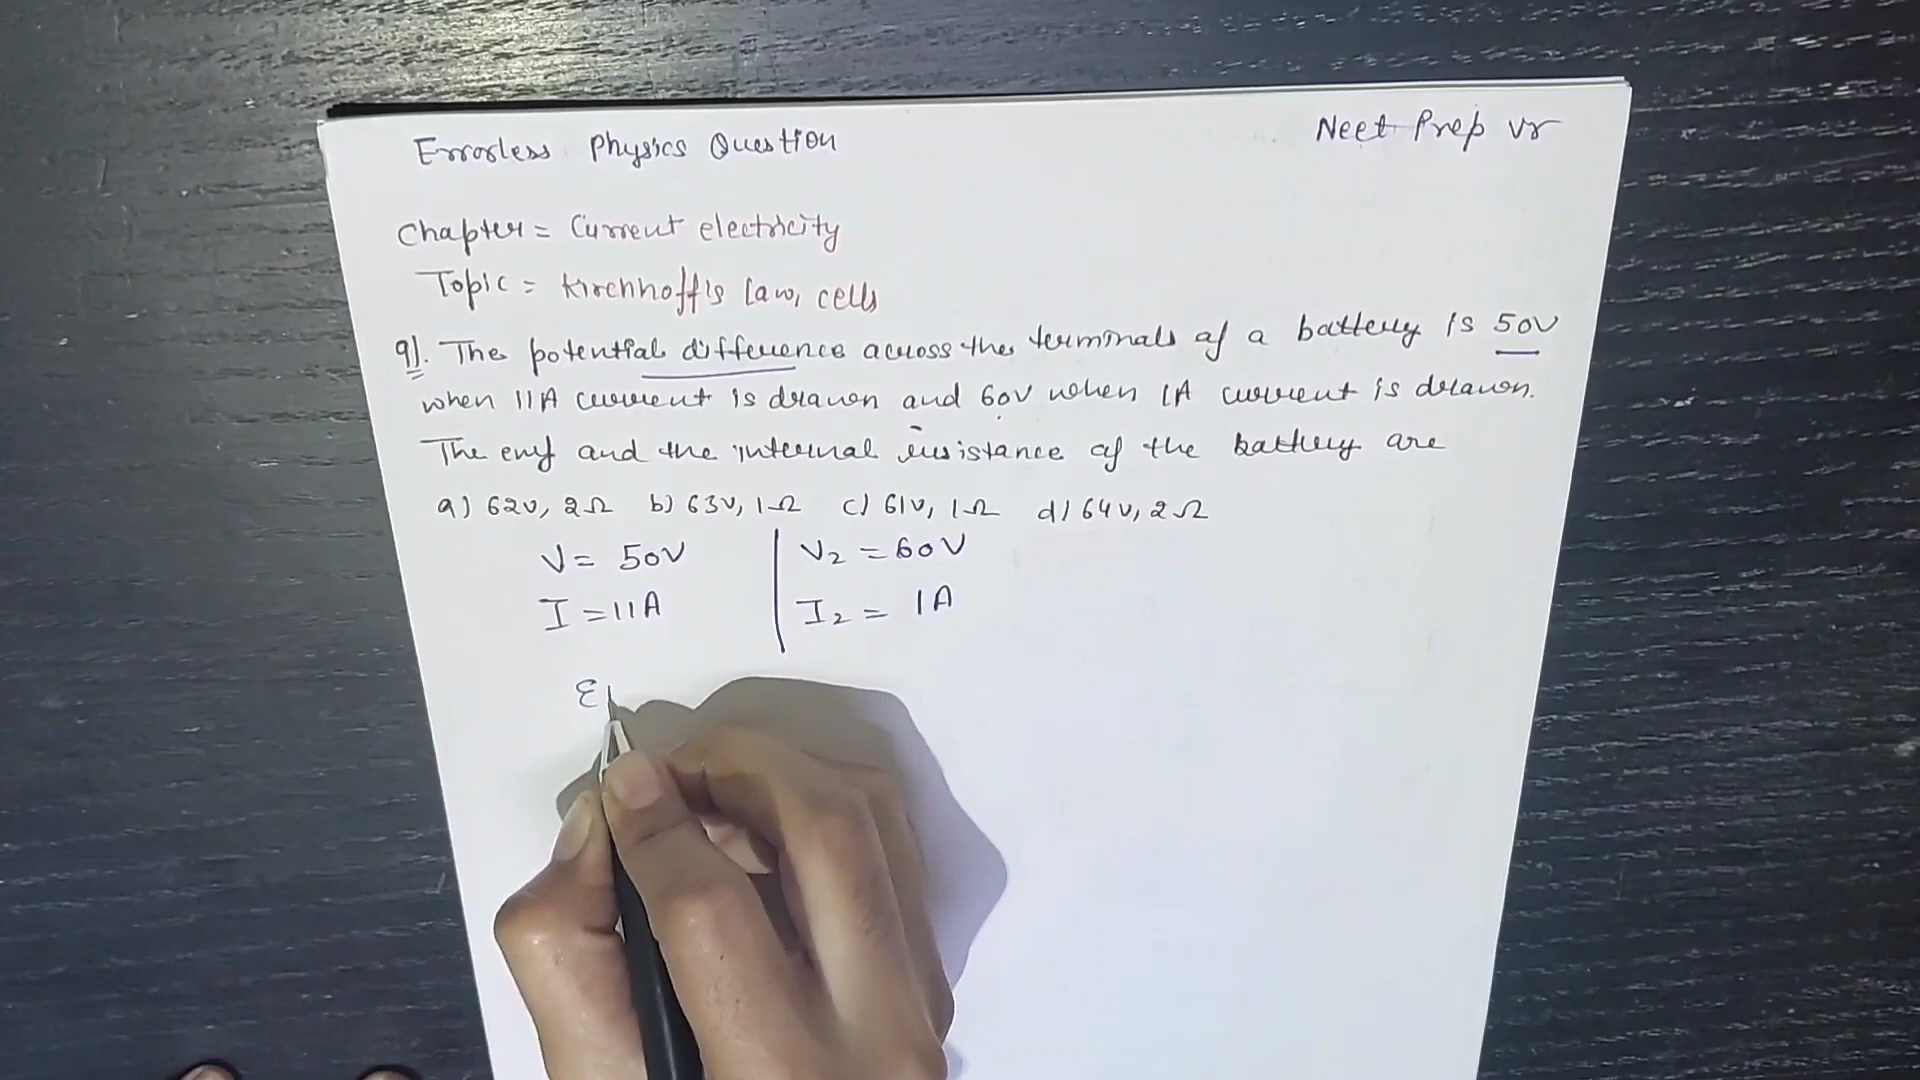 Errorless Physics Question
Neet Prep Vr
Chapter = Current electricity
Topic = Kirchhoff's law, cells
Q). The potential difference across the terminals of a battery is 50V
when 11A current is drawn and 60V when 1A current is drawn.
The emf and the internal resistance of the battery are
a) 62V, 2Ω b) 63V, 1Ω c) 61V, 1Ω d) 64V, 2Ω
V = 50V V₂ = 60V
I = 11A I₂ = 1A
ε